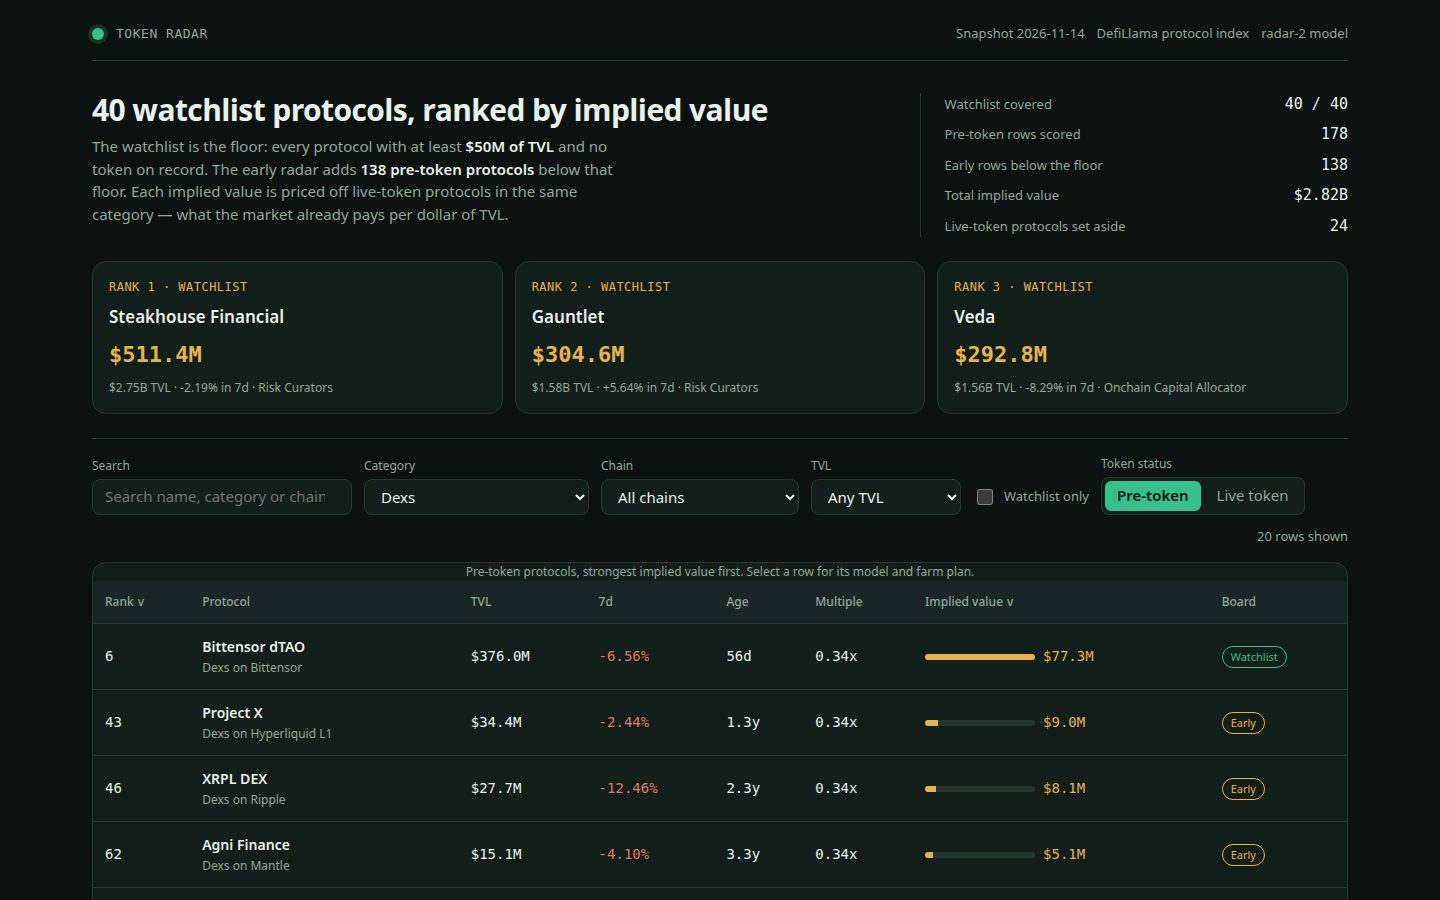 TOKEN RADAR
Snapshot 2026-11-14 DefiLlama protocol index radar-2 model
40 watchlist protocols, ranked by implied value
The watchlist is the floor: every protocol with at least $50M of TVL and no
token on record. The early radar adds 138 pre-token protocols below that
floor. Each implied value is priced off live-token protocols in the same
category — what the market already pays per dollar of TVL.
Watchlist covered 40 / 40
Pre-token rows scored 178
Early rows below the floor 138
Total implied value $2.82B
Live-token protocols set aside 24
RANK 1 · WATCHLIST
Steakhouse Financial
$511.4M
$2.75B TVL · -2.19% in 7d · Risk Curators
RANK 2 · WATCHLIST
Gauntlet
$304.6M
$1.58B TVL · +5.64% in 7d · Risk Curators
RANK 3 · WATCHLIST
Veda
$292.8M
$1.56B TVL · -8.29% in 7d · Onchain Capital Allocator
Search
Search name, category or chain
Category
Dexs
Chain
All chains
TVL
Any TVL
Watchlist only
Token status
Pre-token Live token
20 rows shown
Pre-token protocols, strongest implied value first. Select a row for its model and farm plan.
Rank v Protocol TVL 7d Age Multiple Implied value v Board
6 Bittensor dTAO $376.0M -6.56% 56d 0.34x $77.3M Watchlist
Dexs on Bittensor
43 Project X $34.4M -2.44% 1.3y 0.34x $9.0M Early
Dexs on Hyperliquid L1
46 XRPL DEX $27.7M -12.46% 2.3y 0.34x $8.1M Early
Dexs on Ripple
62 Agni Finance $15.1M -4.10% 3.3y 0.34x $5.1M Early
Dexs on Mantle